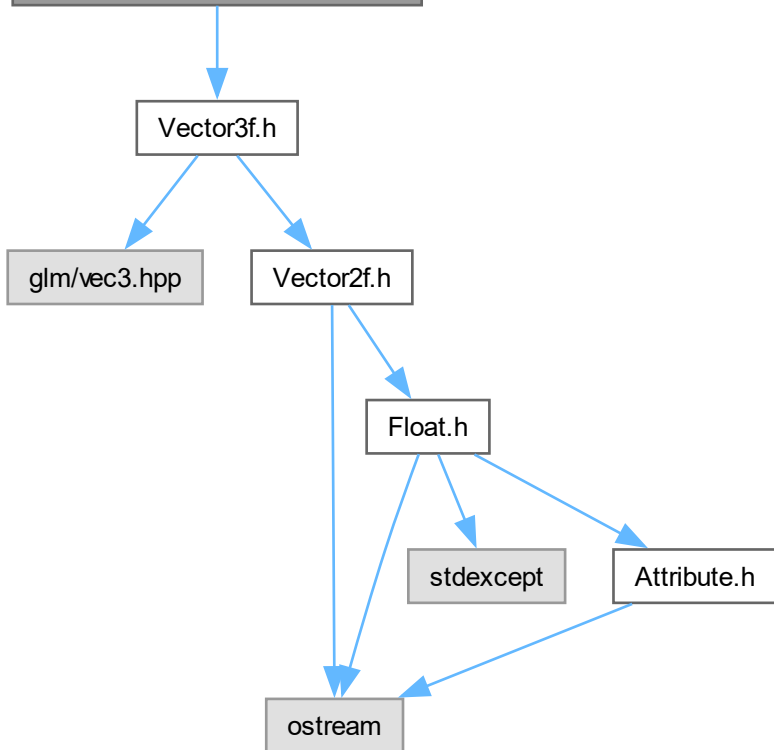 Vector3f.h
glm/vec3.hpp
Vector2f.h
Float.h
stdexcept
Attribute.h
ostream